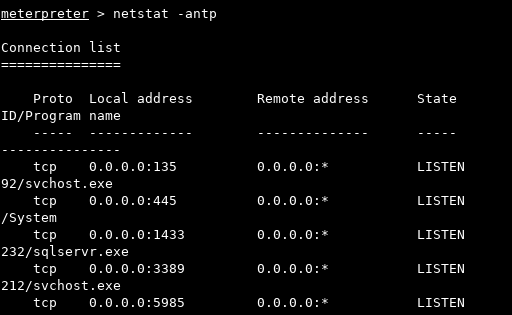 meterpreter > netstat -antp
Connection list
===============
Proto  Local address        Remote address      State
ID/Program name
-----  -------------        --------------      -----
---------------
tcp    0.0.0.0:135          0.0.0.0:*           LISTEN
92/svchost.exe
tcp    0.0.0.0:445          0.0.0.0:*           LISTEN
/System
tcp    0.0.0.0:1433         0.0.0.0:*           LISTEN
232/sqlservr.exe
tcp    0.0.0.0:3389         0.0.0.0:*           LISTEN
212/svchost.exe
tcp    0.0.0.0:5985         0.0.0.0:*           LISTEN